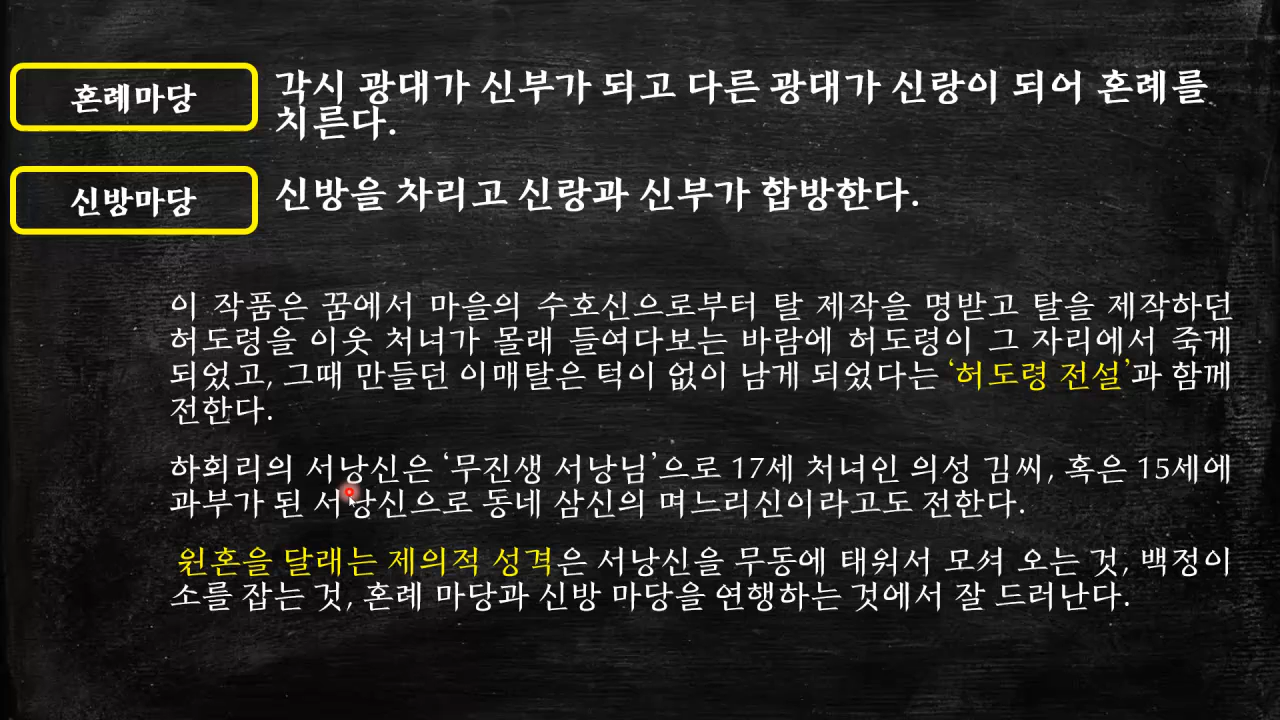 혼례마당
각시 광대가 신부가 되고 다른 광대가 신랑이 되어 혼례를
치른다.
신방마당
신방을 차리고 신랑과 신부가 합방한다.
이 작품은 꿈에서 마을의 수호신으로부터 탈 제작을 명받고 탈을 제작하던
허도령을 이웃 처녀가 몰래 들여다보는 바람에 허도령이 그 자리에서 죽게
되었고, 그때 만들던 이매탈은 턱이 없이 남게 되었다는 ‘허도령 전설’과 함께
전한다.
하회리의 서낭신은 ‘무진생 서낭님’으로 17세 처녀인 의성 김씨, 혹은 15세에
과부가 된 서낭신으로 동네 삼신의 며느리신이라고도 전한다.
원혼을 달래는 제의적 성격은 서낭신을 무동에 태워서 모셔 오는 것, 백정이
소를 잡는 것, 혼례 마당과 신방 마당을 연행하는 것에서 잘 드러난다.